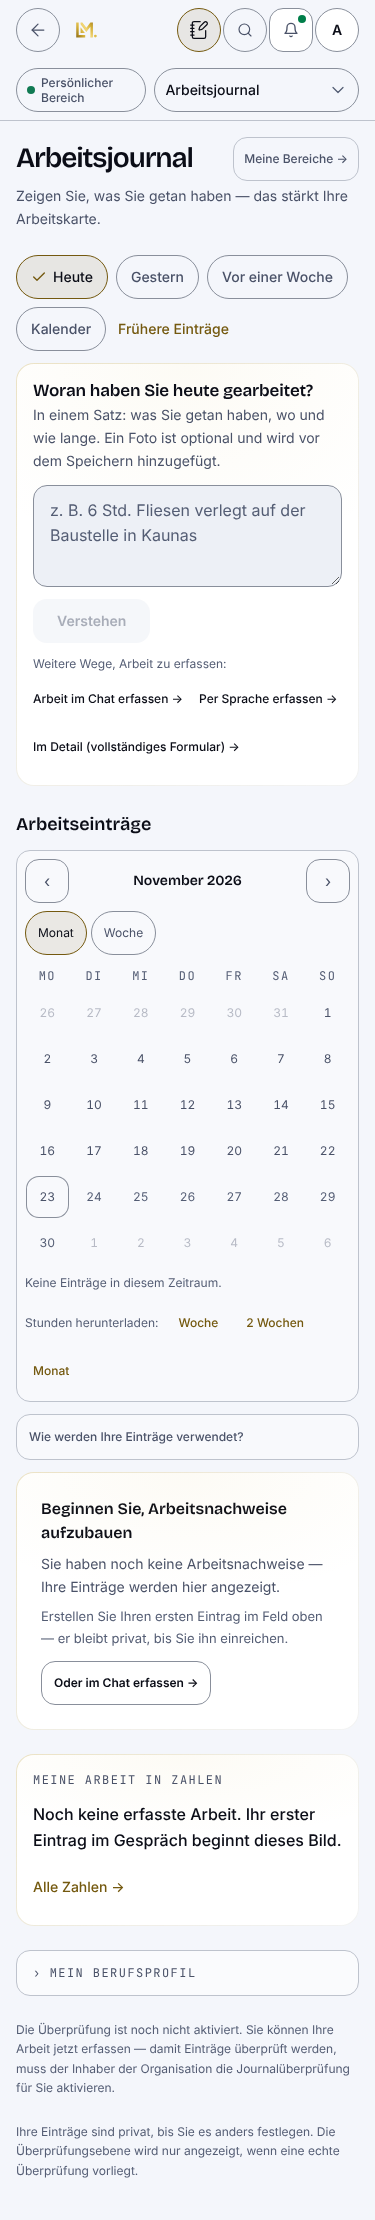 LM.
A
Persönlicher
Bereich
Arbeitsjournal
Arbeitsjournal
Meine Bereiche →
Zeigen Sie, was Sie getan haben — das stärkt Ihre
Arbeitskarte.
Heute
Gestern
Vor einer Woche
Kalender
Frühere Einträge
Woran haben Sie heute gearbeitet?
In einem Satz: was Sie getan haben, wo und
wie lange. Ein Foto ist optional und wird vor
dem Speichern hinzugefügt.
z. B. 6 Std. Fliesen verlegt auf der
Baustelle in Kaunas
Verstehen
Weitere Wege, Arbeit zu erfassen:
Arbeit im Chat erfassen →
Per Sprache erfassen →
Im Detail (vollständiges Formular) →
Arbeitseinträge
‹
November 2026
›
Monat
Woche
MO DI MI DO FR SA SO
26 27 28 29 30 31 1
2 3 4 5 6 7 8
9 10 11 12 13 14 15
16 17 18 19 20 21 22
23 24 25 26 27 28 29
30 1 2 3 4 5 6
Keine Einträge in diesem Zeitraum.
Stunden herunterladen: Woche 2 Wochen
Monat
Wie werden Ihre Einträge verwendet?
Beginnen Sie, Arbeitsnachweise
aufzubauen
Sie haben noch keine Arbeitsnachweise —
Ihre Einträge werden hier angezeigt.
Erstellen Sie Ihren ersten Eintrag im Feld oben
— er bleibt privat, bis Sie ihn einreichen.
Oder im Chat erfassen →
MEINE ARBEIT IN ZAHLEN
Noch keine erfasste Arbeit. Ihr erster
Eintrag im Gespräch beginnt dieses Bild.
Alle Zahlen →
› MEIN BERUFSPROFIL
Die Überprüfung ist noch nicht aktiviert. Sie können Ihre
Arbeit jetzt erfassen — damit Einträge überprüft werden,
muss der Inhaber der Organisation die Journalüberprüfung
für Sie aktivieren.
Ihre Einträge sind privat, bis Sie es anders festlegen. Die
Überprüfungsebene wird nur angezeigt, wenn eine echte
Überprüfung vorliegt.